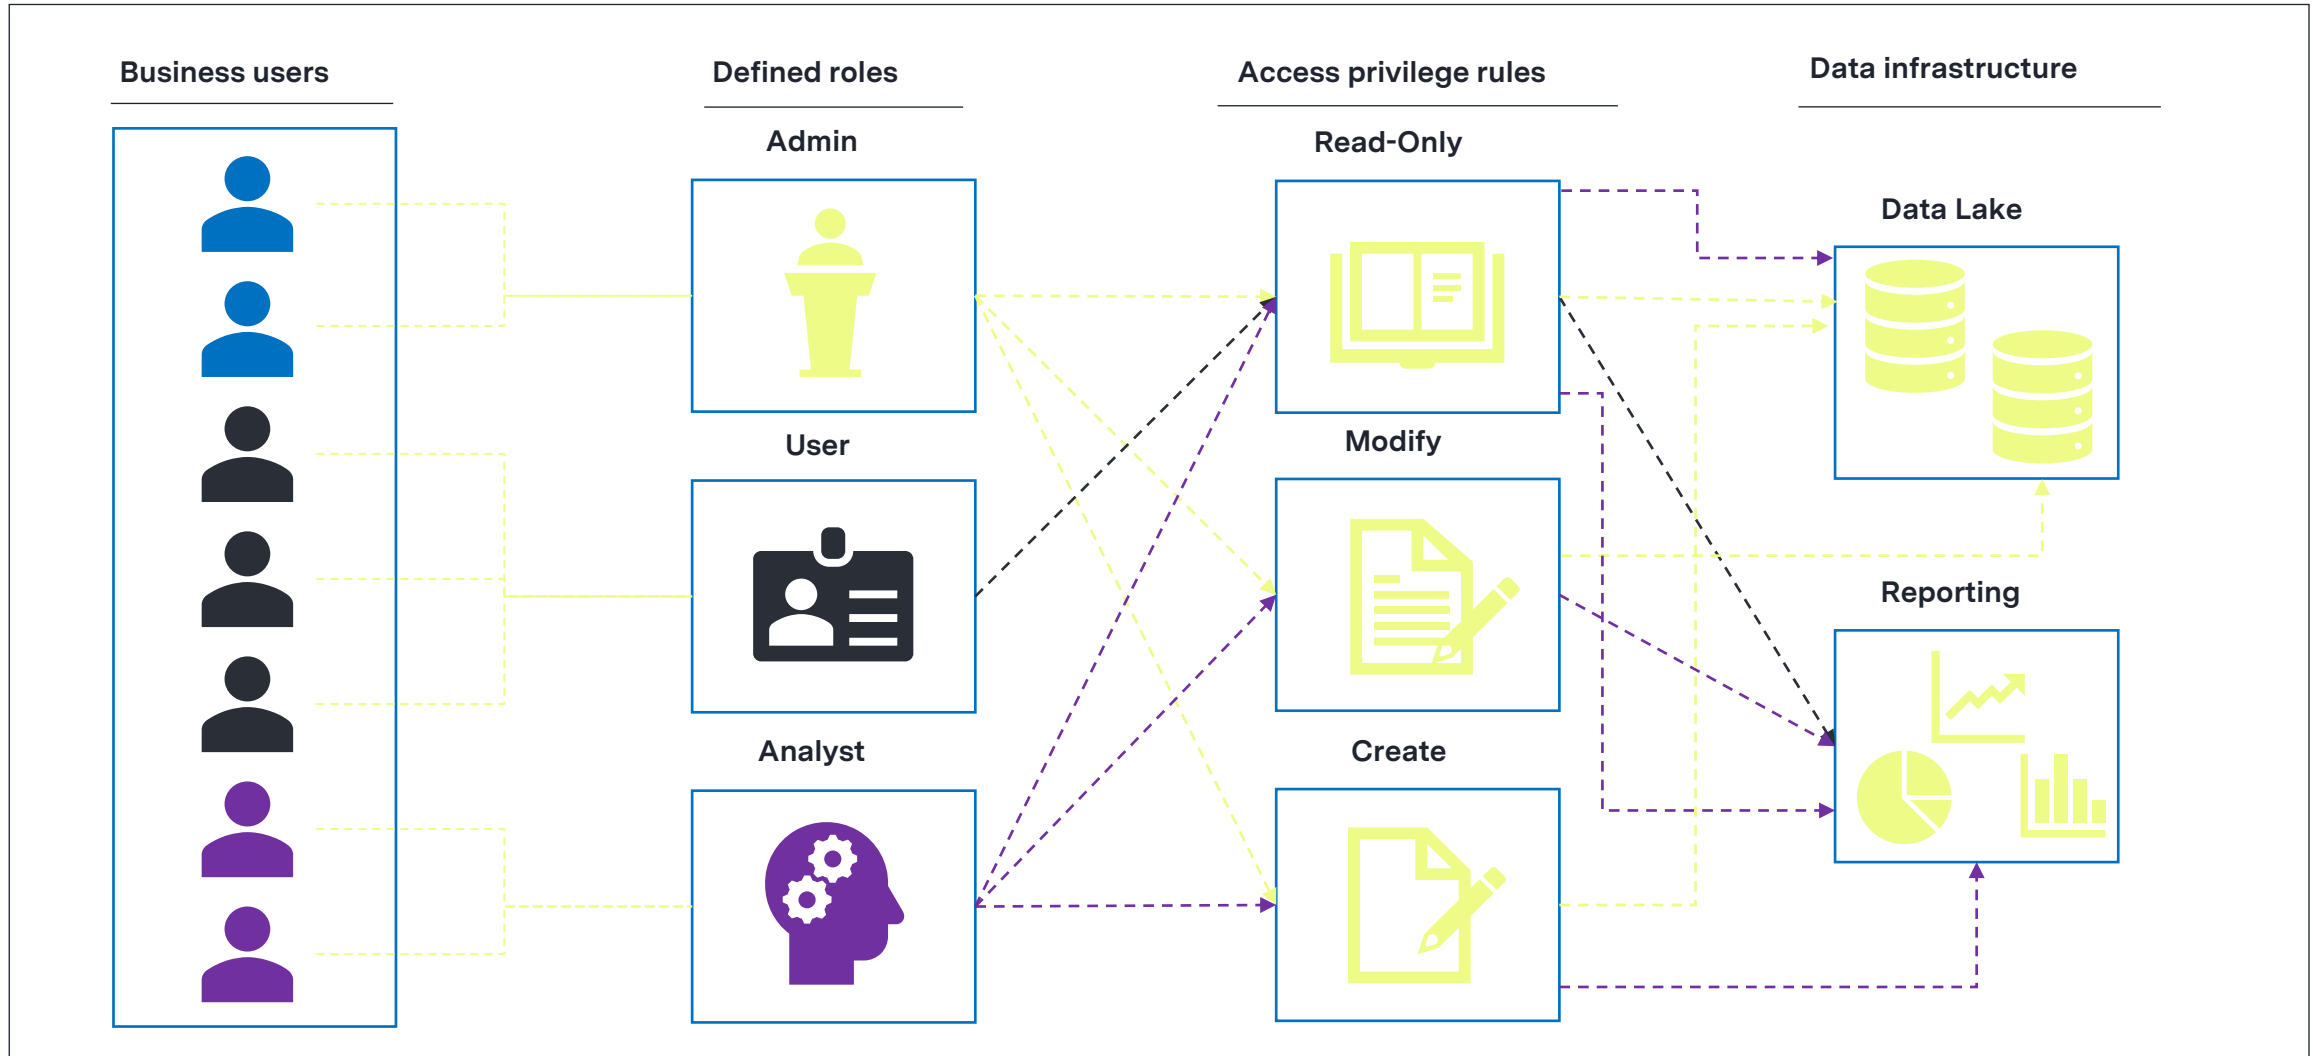 Business users
Defined roles
Access privilege rules
Data infrastructure
Admin
Read-Only
Data Lake
User
Modify
Reporting
Analyst
Create